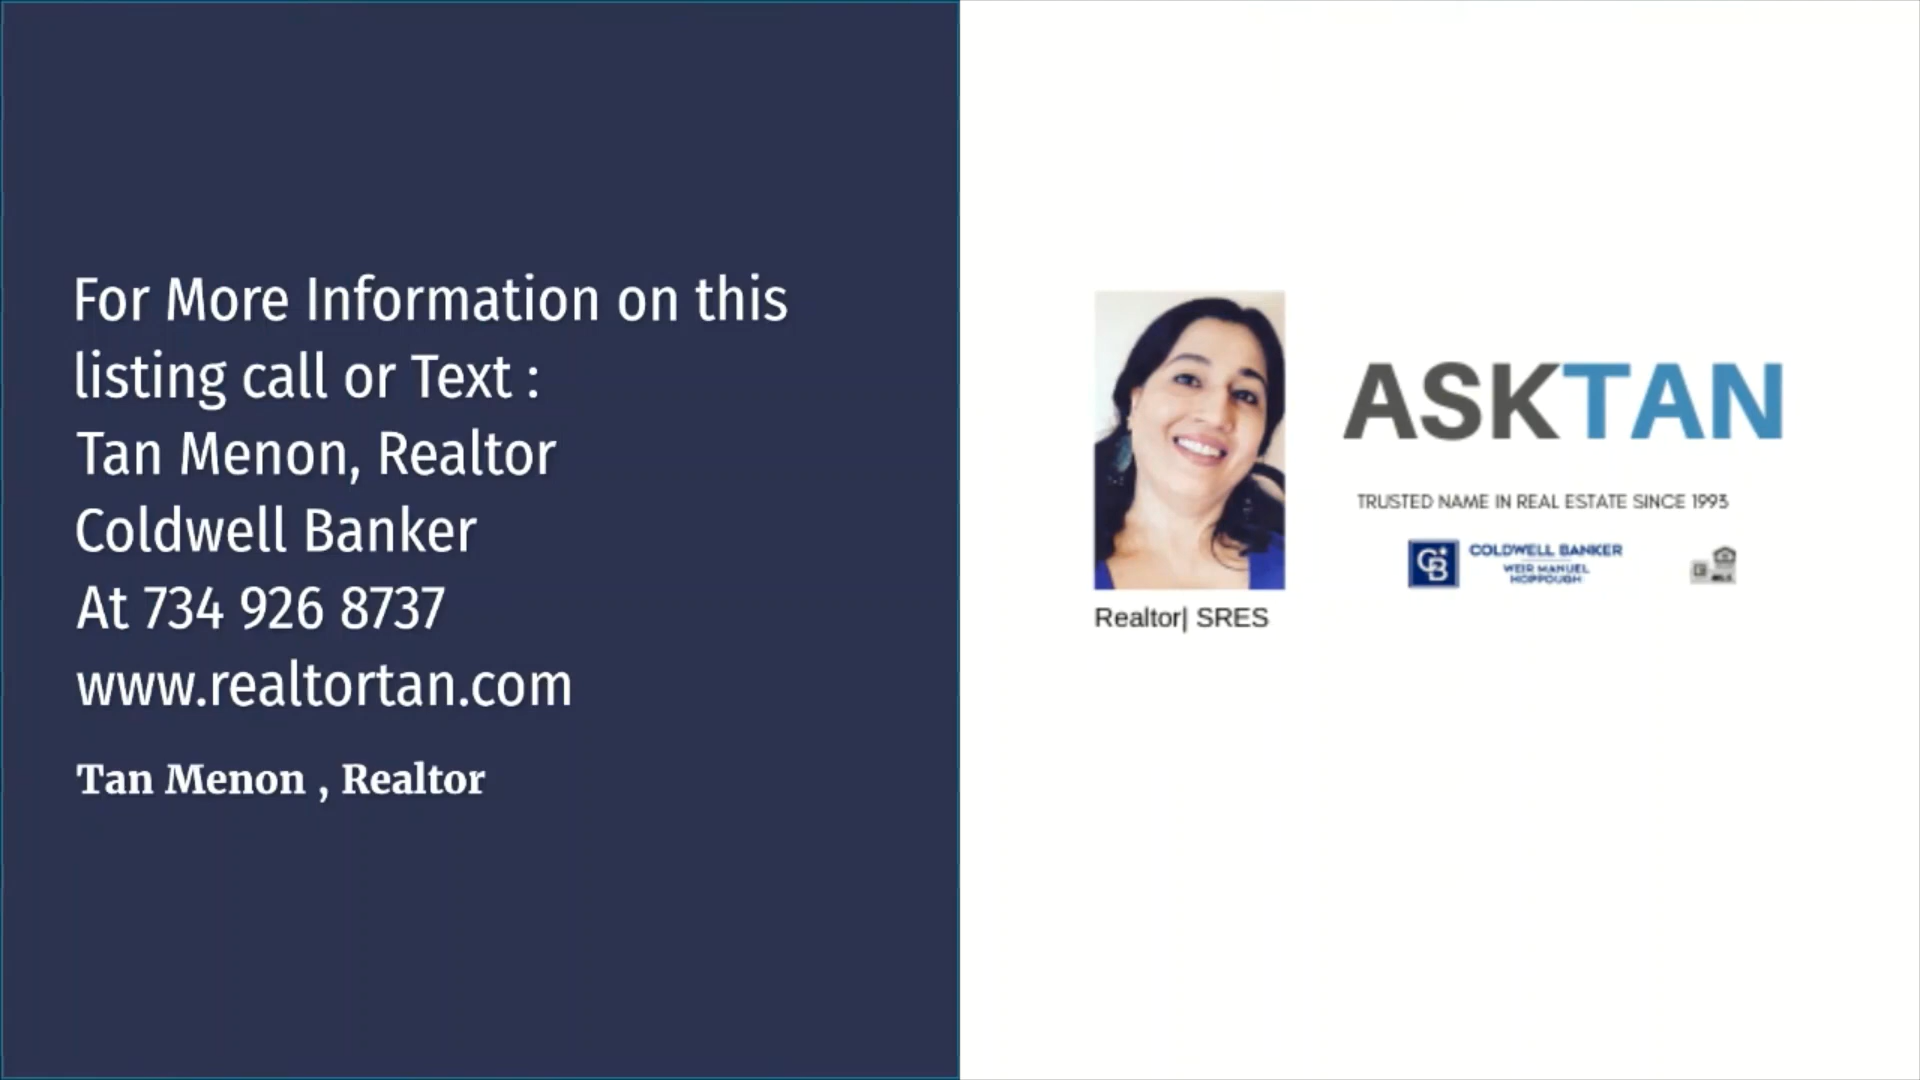 For More Information on this
listing call or Text :
Tan Menon, Realtor
Coldwell Banker
At 734 926 8737
www.realtortan.com
Tan Menon , Realtor
ASKTAN
TRUSTED NAME IN REAL ESTATE SINCE 1993
CB
COLDWELL BANKER
WEIR MANUEL
HOPPOUGH
Realtor| SRES